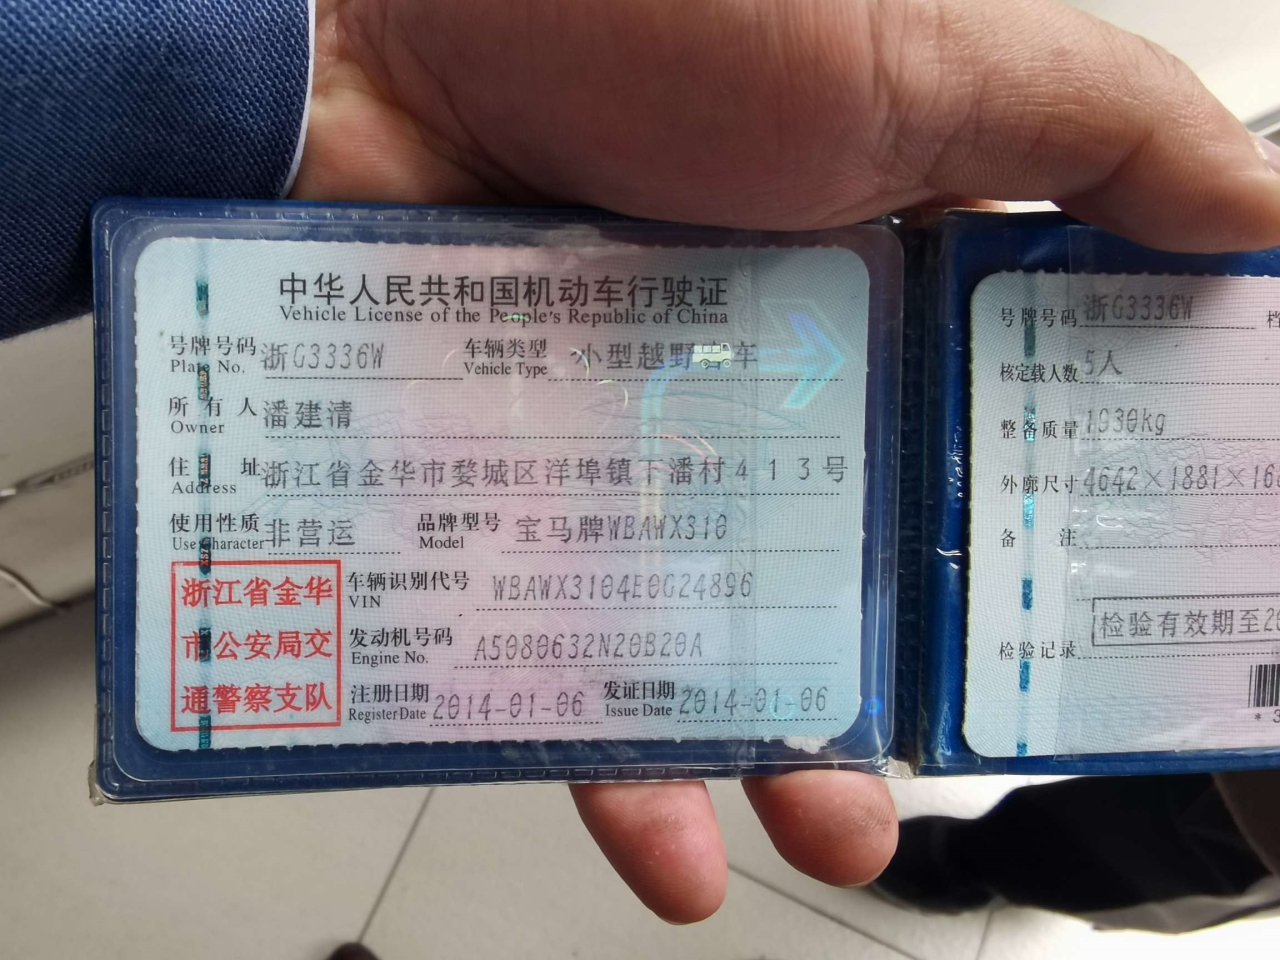 中华人民共和国机动车行驶证
Vehicle License of the People's Republic of China
号牌号码 浙G3336W 车辆类型 小型越野客车
Plate No. Vehicle Type
所有人 潘建清
Owner
住址 浙江省金华市婺城区洋埠镇下潘村413号
Address
使用性质 非营运 品牌型号 宝马牌WBAWX310
Use Character Model
浙江省金华
市公安局交
通警察支队
车辆识别代号 WBAWX3104E0G24896
VIN
发动机号码 A5080632N20B20A
Engine No.
注册日期 2014-01-06 发证日期 2014-01-06
Register Date Issue Date
号牌号码 浙G3336W 档
核定载人数 5人
整备质量 1930kg
外廓尺寸 4642×1881×16
备注
检验记录 检验有效期至20
* 3